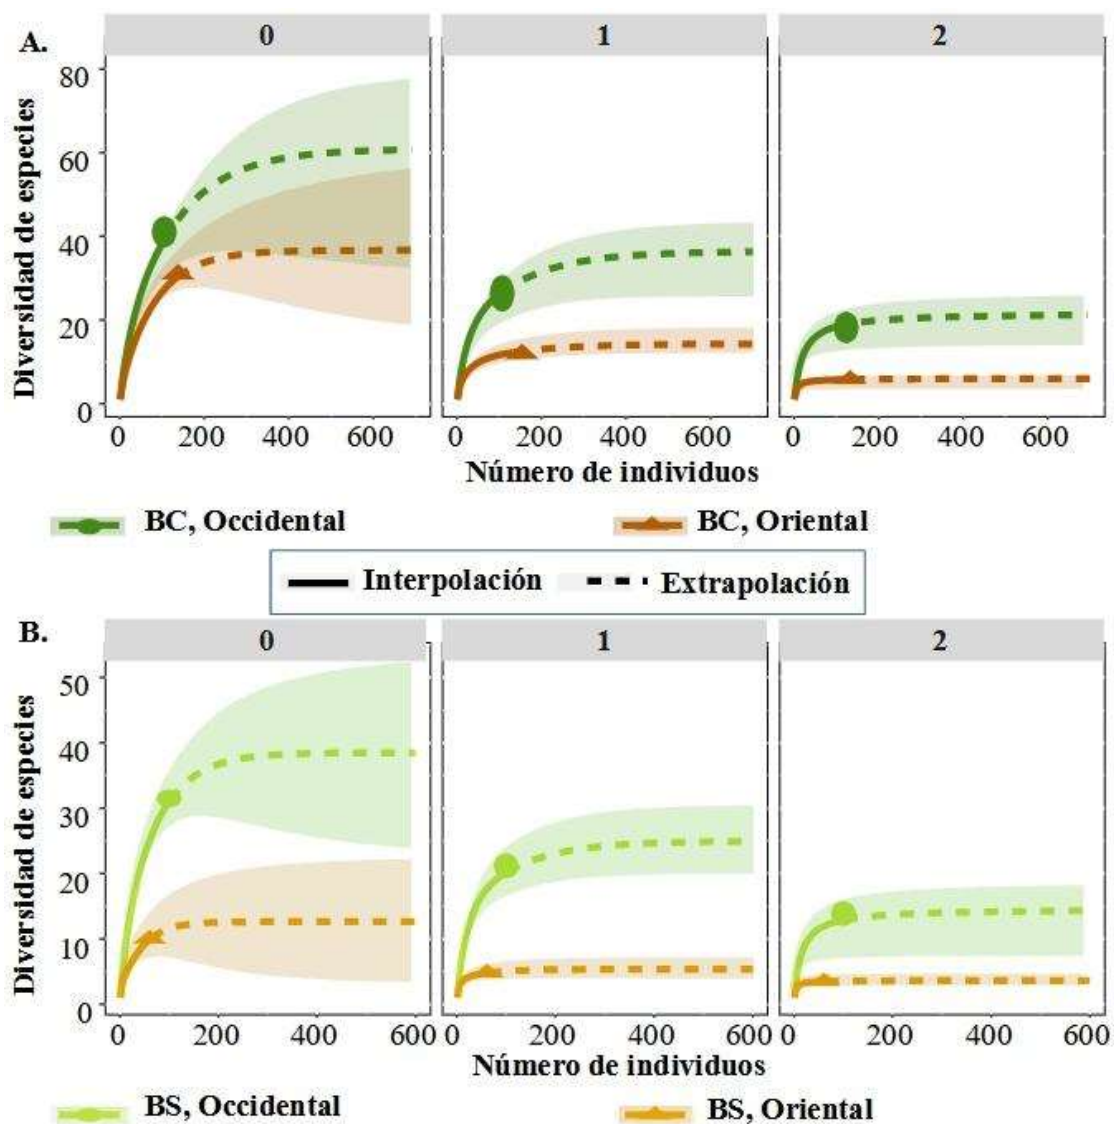 A.
0 1 2
Diversidad de especies
80
60
40
20
0
0 200 400 600 0 200 400 600 0 200 400 600
Número de individuos
BC, Occidental BC, Oriental
Interpolación Extrapolación
B.
0 1 2
Diversidad de especies
50
40
30
20
10
0
0 200 400 600 0 200 400 600 0 200 400 600
Número de individuos
BS, Occidental BS, Oriental